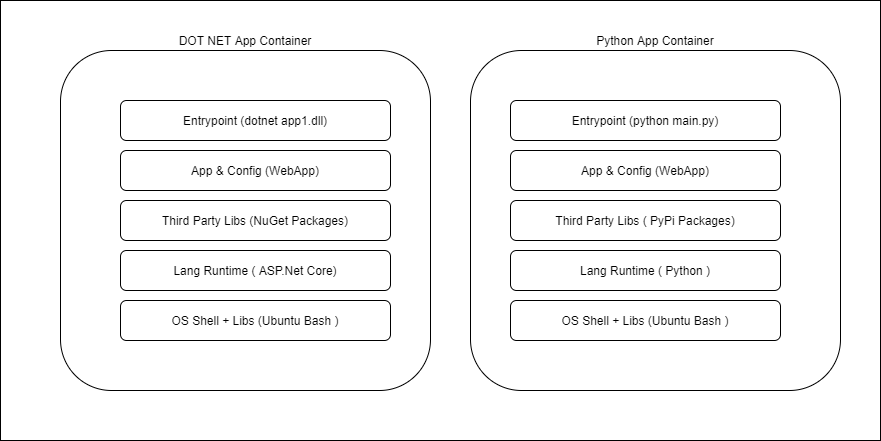 DOT NET App Container
Entrypoint (dotnet app1.dll)
App & Config (WebApp)
Third Party Libs (NuGet Packages)
Lang Runtime ( ASP.Net Core)
OS Shell + Libs (Ubuntu Bash )
Python App Container
Entrypoint (python main.py)
App & Config (WebApp)
Third Party Libs ( PyPi Packages)
Lang Runtime ( Python )
OS Shell + Libs (Ubuntu Bash )